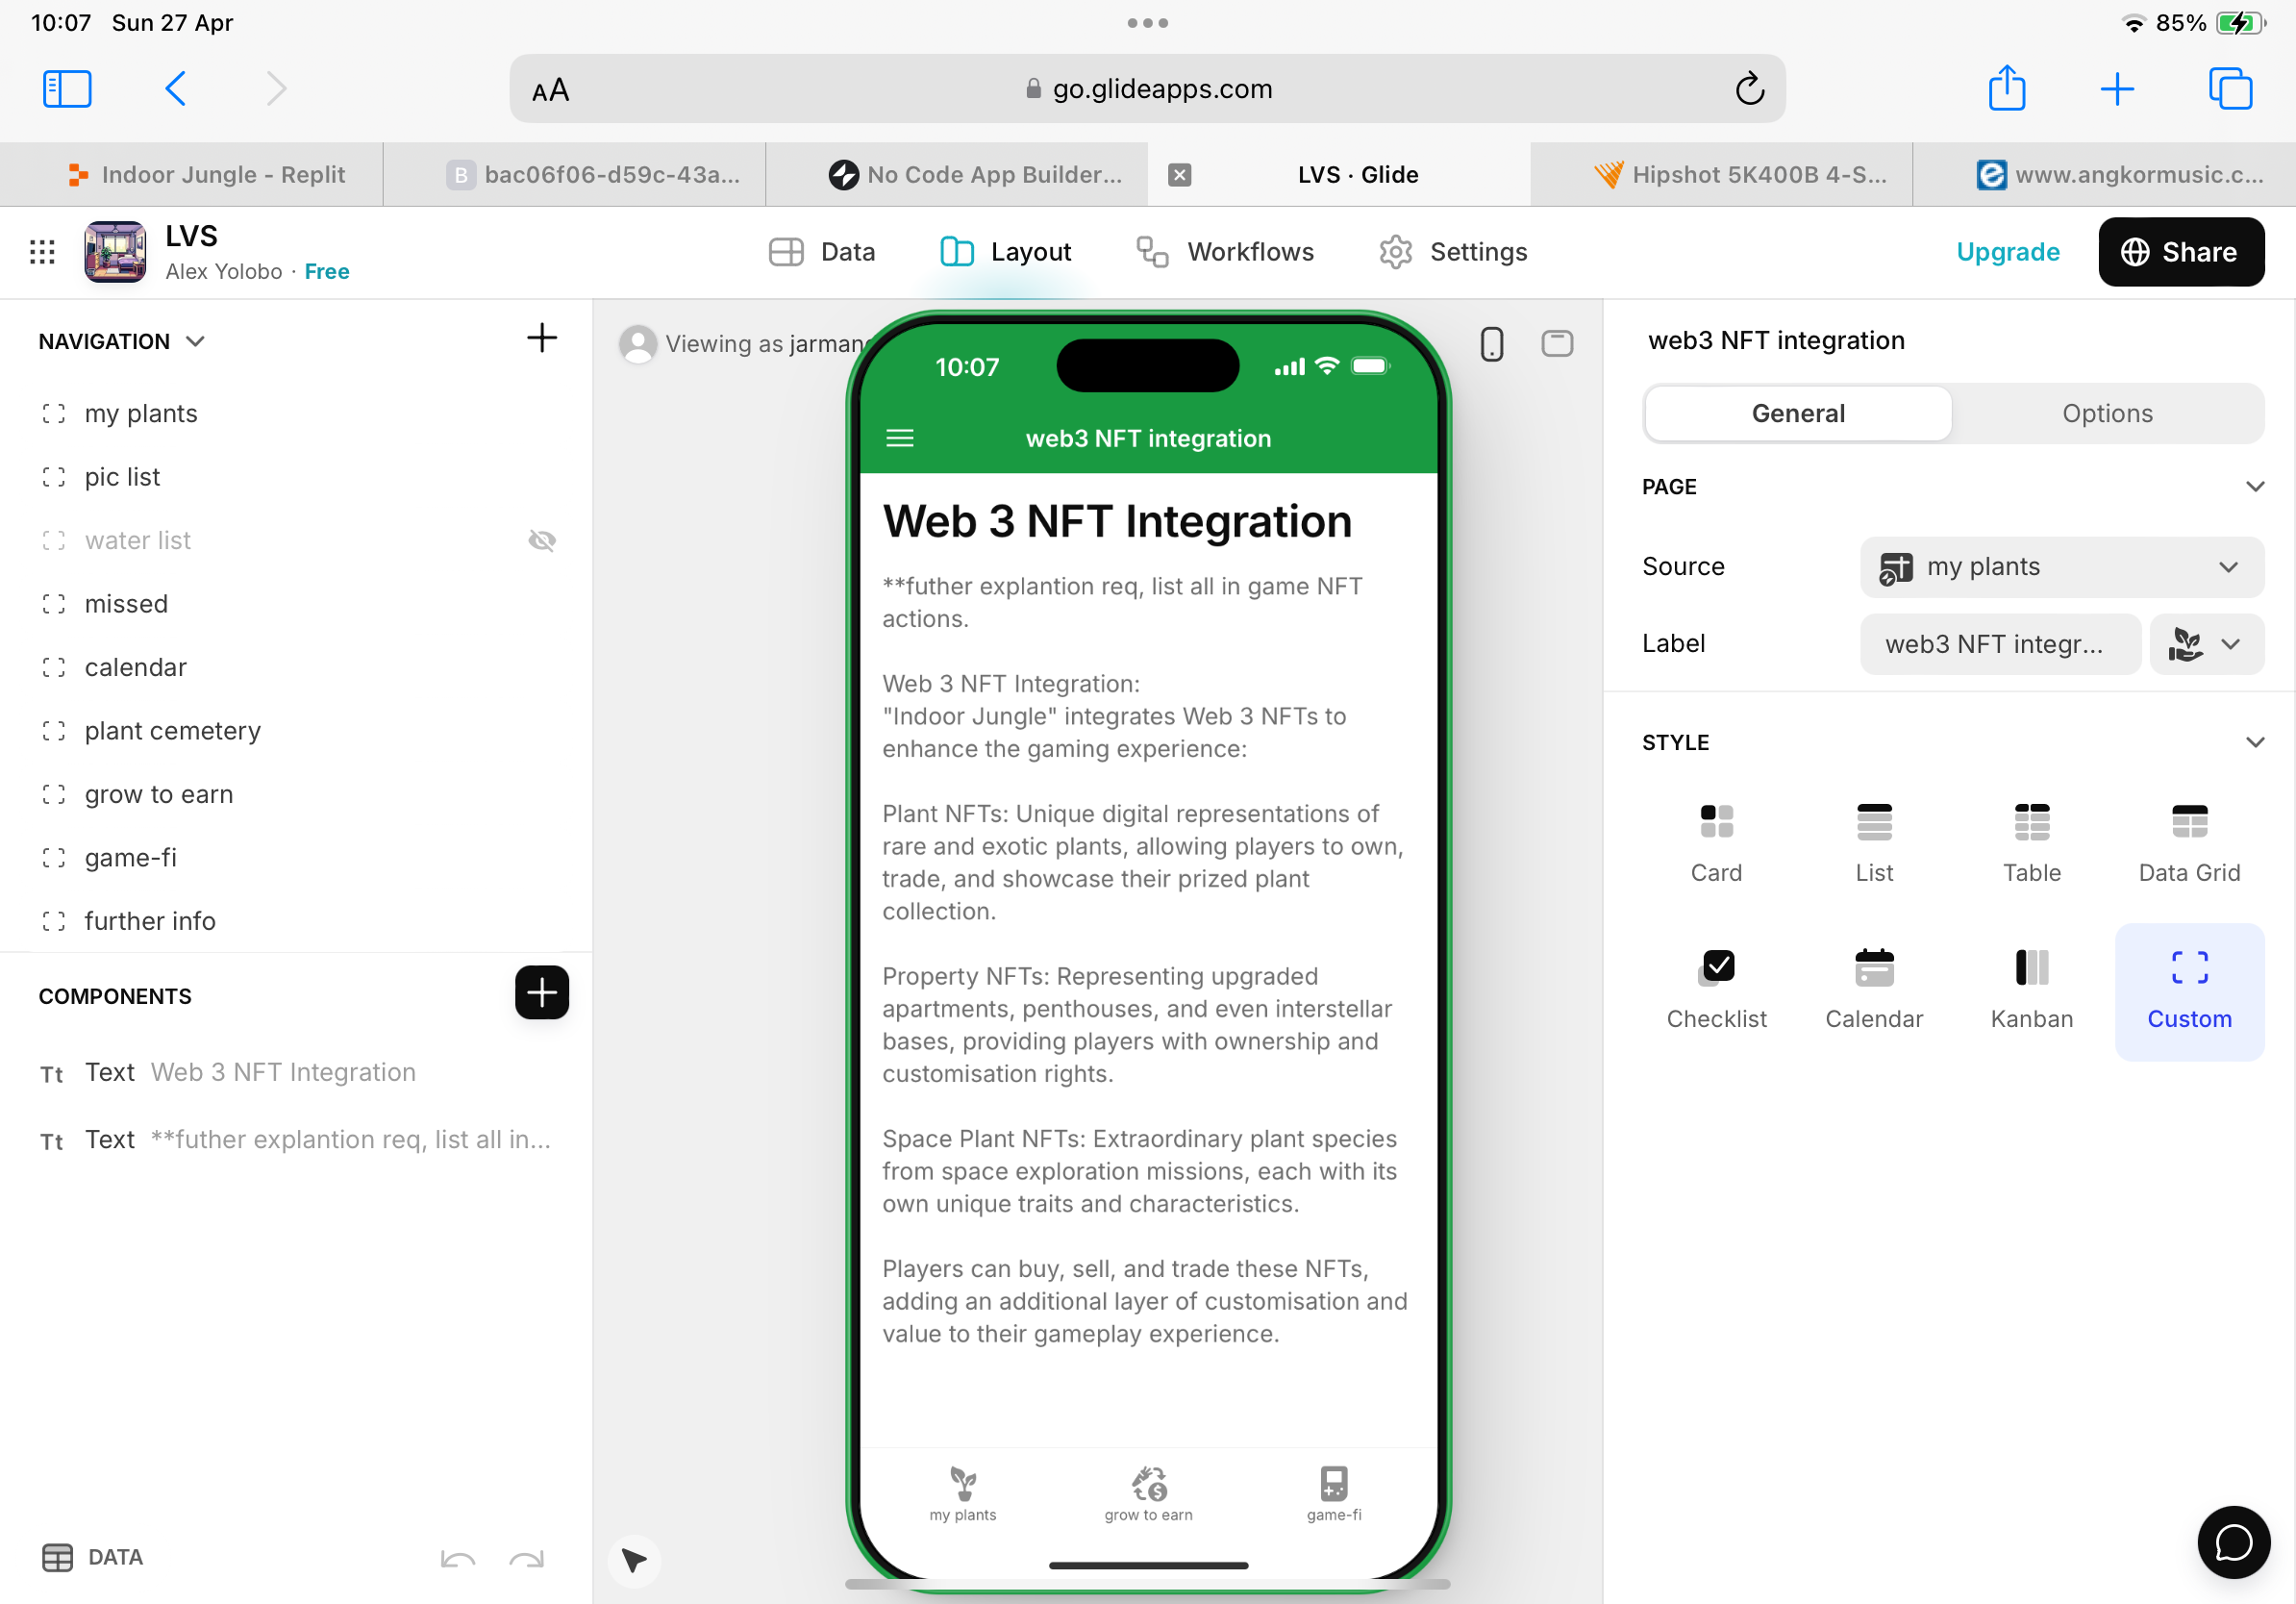 10:07 Sun 27 Apr
85%
AA
go.glideapps.com
Indoor Jungle - Replit
B bac06f06-d59c-43a...
No Code App Builder...
LVS · Glide
Hipshot 5K400B 4-S...
www.angkormusic.c...
LVS
Alex Yolobo · Free
Data
Layout
Workflows
Settings
Upgrade
Share
NAVIGATION
my plants
pic list
water list
missed
calendar
plant cemetery
grow to earn
game-fi
further info
COMPONENTS
Tt Text Web 3 NFT Integration
Tt Text **futher explantion req, list all in...
DATA
Viewing as jarman
10:07
web3 NFT integration
Web 3 NFT Integration
**futher explantion req, list all in game NFT
actions.
Web 3 NFT Integration:
"Indoor Jungle" integrates Web 3 NFTs to
enhance the gaming experience:
Plant NFTs: Unique digital representations of
rare and exotic plants, allowing players to own,
trade, and showcase their prized plant
collection.
Property NFTs: Representing upgraded
apartments, penthouses, and even interstellar
bases, providing players with ownership and
customisation rights.
Space Plant NFTs: Extraordinary plant species
from space exploration missions, each with its
own unique traits and characteristics.
Players can buy, sell, and trade these NFTs,
adding an additional layer of customisation and
value to their gameplay experience.
my plants
grow to earn
game-fi
web3 NFT integration
General
Options
PAGE
Source
my plants
Label
web3 NFT integr...
STYLE
Card
List
Table
Data Grid
Checklist
Calendar
Kanban
Custom